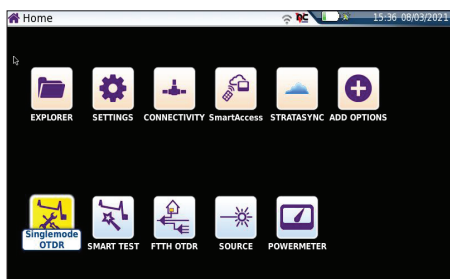 Home
15:36 08/03/2021
EXPLORER SETTINGS CONNECTIVITY SmartAccess STRATASYNC ADD OPTIONS
Singlemode
OTDR
SMART TEST FTTH OTDR SOURCE POWERMETER